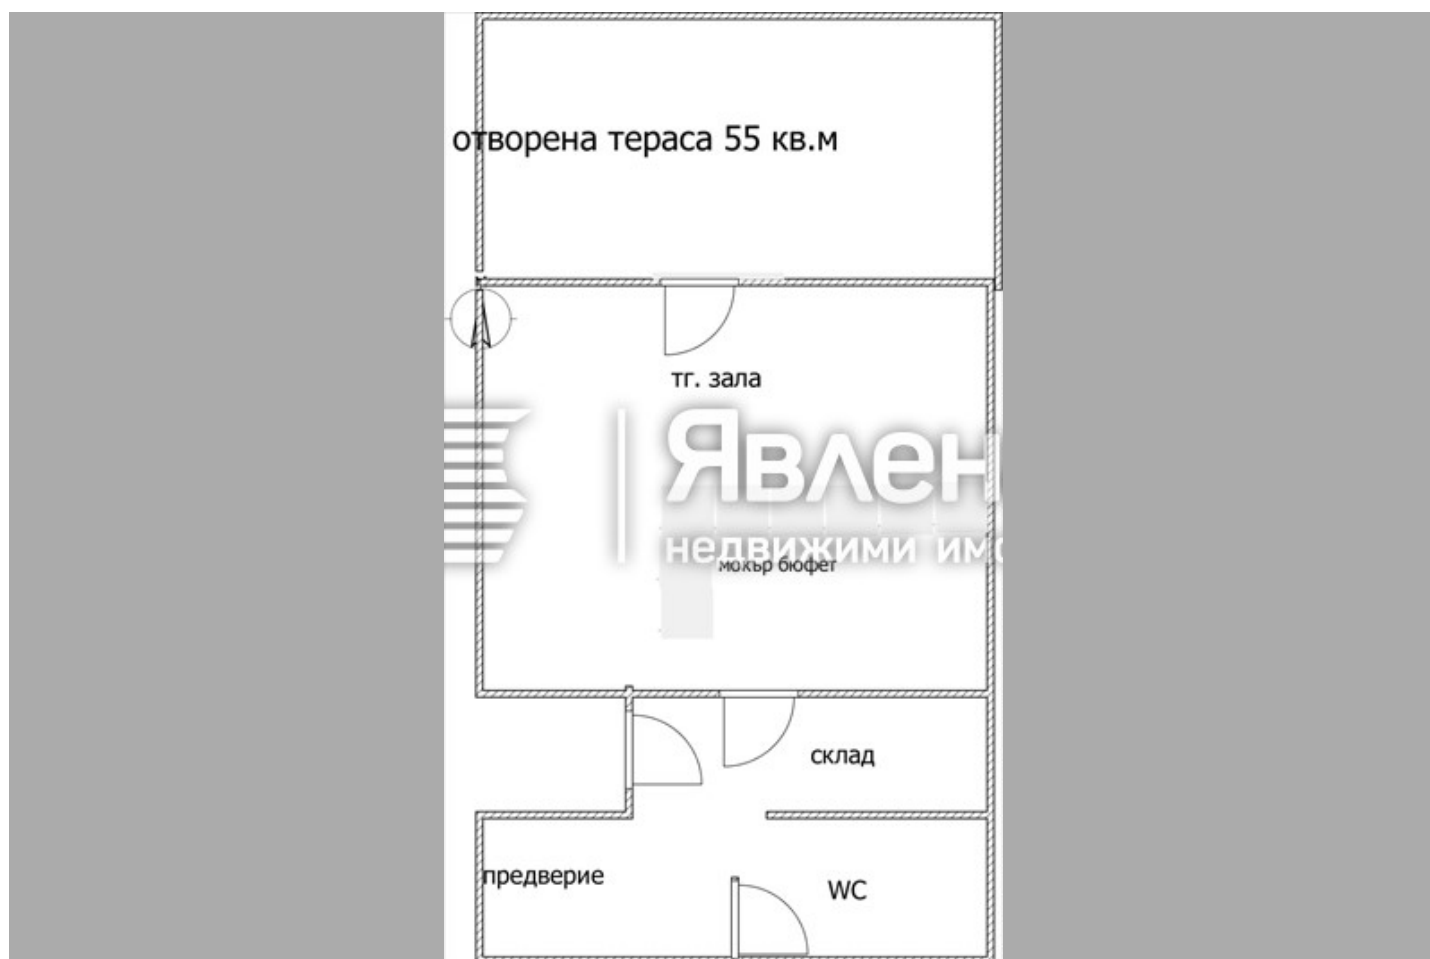 отворена тераса 55 кв.м
тг. зала
Явлен
недвижими имо
мокър бюфет
склад
предверие
WC